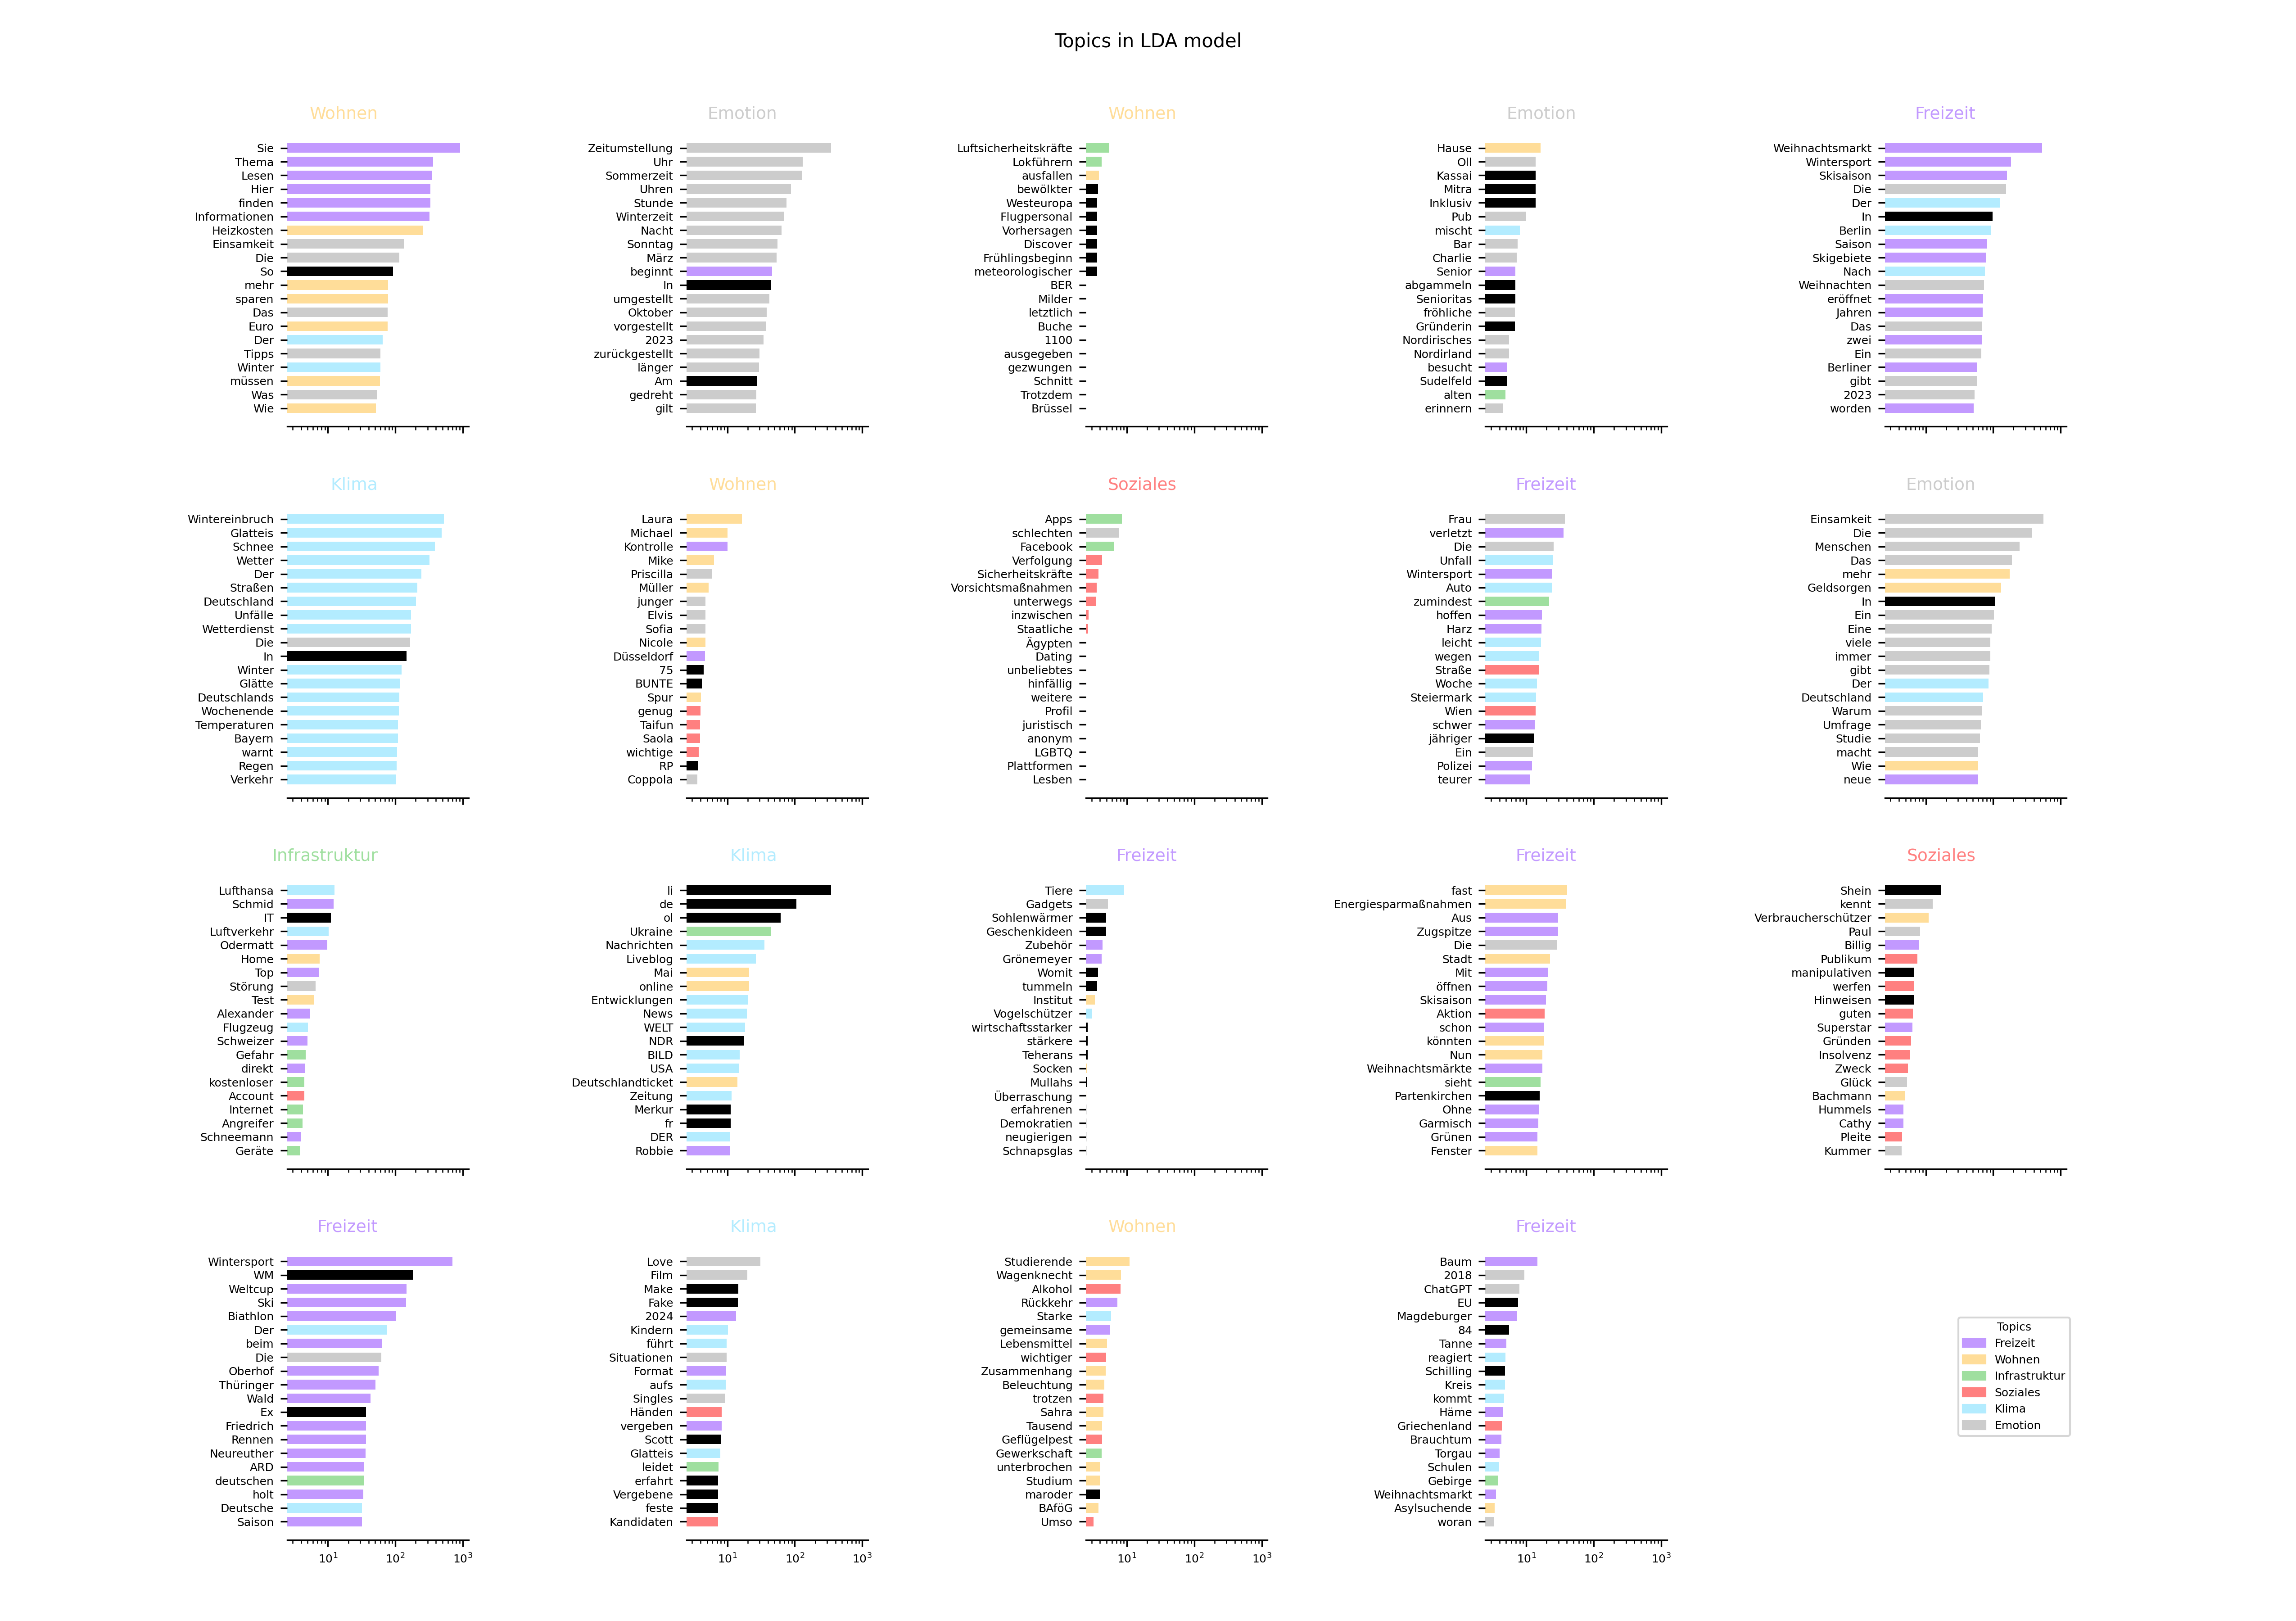 Topics in LDA model
Wohnen
Sie
Thema
Lesen
Hier
finden
Informationen
Heizkosten
Einsamkeit
Die
So
mehr
sparen
Das
Euro
Der
Tipps
Winter
müssen
Was
Wie
Emotion
Zeitumstellung
Uhr
Sommerzeit
Uhren
Stunde
Winterzeit
Nacht
Sonntag
März
beginnt
In
umgestellt
Oktober
vorgestellt
2023
zurückgestellt
länger
Am
gedreht
gilt
Wohnen
Luftsicherheitskräfte
Lokführern
ausfallen
bewölkter
Westeuropa
Flugpersonal
Vorhersagen
Discover
Frühlingsbeginn
meteorologischer
BER
Milder
letztlich
Buche
1100
ausgegeben
gezwungen
Schnitt
Trotzdem
Brüssel
Emotion
Hause
Oll
Kassai
Mitra
Inklusiv
Pub
mischt
Bar
Charlie
Senior
abgammeln
Senioritas
fröhliche
Gründerin
Nordirisches
Nordirland
besucht
Sudelfeld
alten
erinnern
Freizeit
Weihnachtsmarkt
Wintersport
Skisaison
Die
Der
In
Berlin
Saison
Skigebiete
Nach
Weihnachten
eröffnet
Jahren
Das
zwei
Ein
Berliner
gibt
2023
worden
Klima
Wintereinbruch
Glatteis
Schnee
Wetter
Der
Straßen
Deutschland
Unfälle
Wetterdienst
Die
In
Winter
Glätte
Deutschlands
Wochenende
Temperaturen
Bayern
warnt
Regen
Verkehr
Wohnen
Laura
Michael
Kontrolle
Mike
Priscilla
Müller
junger
Elvis
Sofia
Nicole
Düsseldorf
75
BUNTE
Spur
genug
Taifun
Saola
wichtige
RP
Coppola
Soziales
Apps
schlechten
Facebook
Verfolgung
Sicherheitskräfte
Vorsichtsmaßnahmen
unterwegs
inzwischen
Staatliche
Ägypten
Dating
unbeliebtes
hinfällig
weitere
Profil
juristisch
anonym
LGBTQ
Plattformen
Lesben
Freizeit
Frau
verletzt
Die
Unfall
Wintersport
Auto
zumindest
hoffen
Harz
leicht
wegen
Straße
Woche
Steiermark
Wien
schwer
jähriger
Ein
Polizei
teurer
Emotion
Einsamkeit
Die
Menschen
Das
mehr
Geldsorgen
In
Ein
Eine
viele
immer
gibt
Der
Deutschland
Warum
Umfrage
Studie
macht
Wie
neue
Infrastruktur
Lufthansa
Schmid
IT
Luftverkehr
Odermatt
Home
Top
Störung
Test
Alexander
Flugzeug
Schweizer
Gefahr
direkt
kostenloser
Account
Internet
Angreifer
Schneemann
Geräte
Klima
li
de
ol
Ukraine
Nachrichten
Liveblog
Mai
online
Entwicklungen
News
WELT
NDR
BILD
USA
Deutschlandticket
Zeitung
Merkur
fr
DER
Robbie
Freizeit
Tiere
Gadgets
Sohlenwärmer
Geschenkideen
Zubehör
Grönemeyer
Womit
tummeln
Institut
Vogelschützer
wirtschaftsstarker
stärkere
Teherans
Socken
Mullahs
Überraschung
erfahrenen
Demokratien
neugierigen
Schnapsglas
Freizeit
fast
Energiesparmaßnahmen
Aus
Zugspitze
Die
Stadt
Mit
öffnen
Skisaison
Aktion
schon
könnten
Nun
Weihnachtsmärkte
sieht
Partenkirchen
Ohne
Garmisch
Grünen
Fenster
Soziales
Shein
kennt
Verbraucherschützer
Paul
Billig
Publikum
manipulativen
werfen
Hinweisen
guten
Superstar
Gründen
Insolvenz
Zweck
Glück
Bachmann
Hummels
Cathy
Pleite
Kummer
Freizeit
Wintersport
WM
Weltcup
Ski
Biathlon
Der
beim
Die
Oberhof
Thüringer
Wald
Ex
Friedrich
Rennen
Neureuther
ARD
deutschen
holt
Deutsche
Saison
10¹ 10² 10³
Klima
Love
Film
Make
Fake
2024
Kindern
führt
Situationen
Format
aufs
Singles
Händen
vergeben
Scott
Glatteis
leidet
erfahrt
Vergebene
feste
Kandidaten
10¹ 10² 10³
Wohnen
Studierende
Wagenknecht
Alkohol
Rückkehr
Starke
gemeinsame
Lebensmittel
wichtiger
Zusammenhang
Beleuchtung
trotzen
Sahra
Tausend
Geflügelpest
Gewerkschaft
unterbrochen
Studium
maroder
BAföG
Umso
10¹ 10² 10³
Freizeit
Baum
2018
ChatGPT
EU
Magdeburger
84
Tanne
reagiert
Schilling
Kreis
kommt
Häme
Griechenland
Brauchtum
Torgau
Schulen
Gebirge
Weihnachtsmarkt
Asylsuchende
woran
10¹ 10² 10³
Topics
Freizeit
Wohnen
Infrastruktur
Soziales
Klima
Emotion